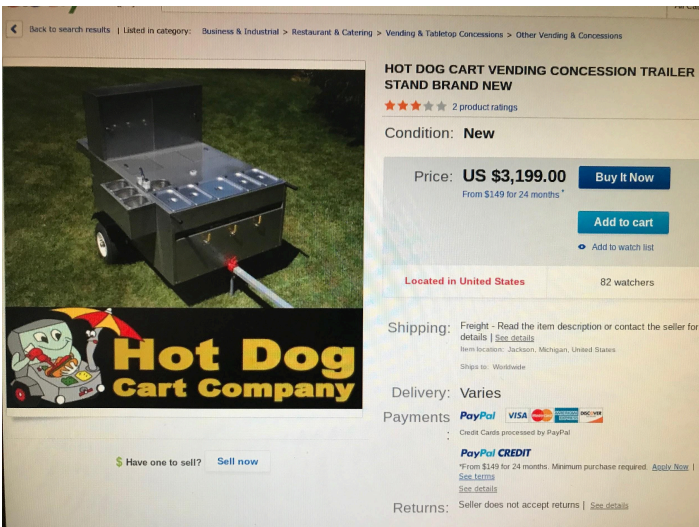 Back to search results | Listed in category: Business & Industrial > Restaurant & Catering > Vending & Tabletop Concessions > Other Vending & Concessions
HOT DOG CART VENDING CONCESSION TRAILER
STAND BRAND NEW
2 product ratings
Condition: New
Price: US $3,199.00
Buy It Now
From $149 for 24 months *
Add to cart
Add to watch list
Located in United States
82 watchers
Shipping: Freight - Read the item description or contact the seller for
details | See details
Item location: Jackson, Michigan, United States
Ships to: Worldwide
Delivery: Varies
Payments
:
PayPal VISA DISCOVER
Credit Cards processed by PayPal
PayPal CREDIT
*From $149 for 24 months. Minimum purchase required. Apply Now |
See terms
See details
Returns: Seller does not accept returns | See details
Hot Dog
Cart Company
$ Have one to sell? Sell now